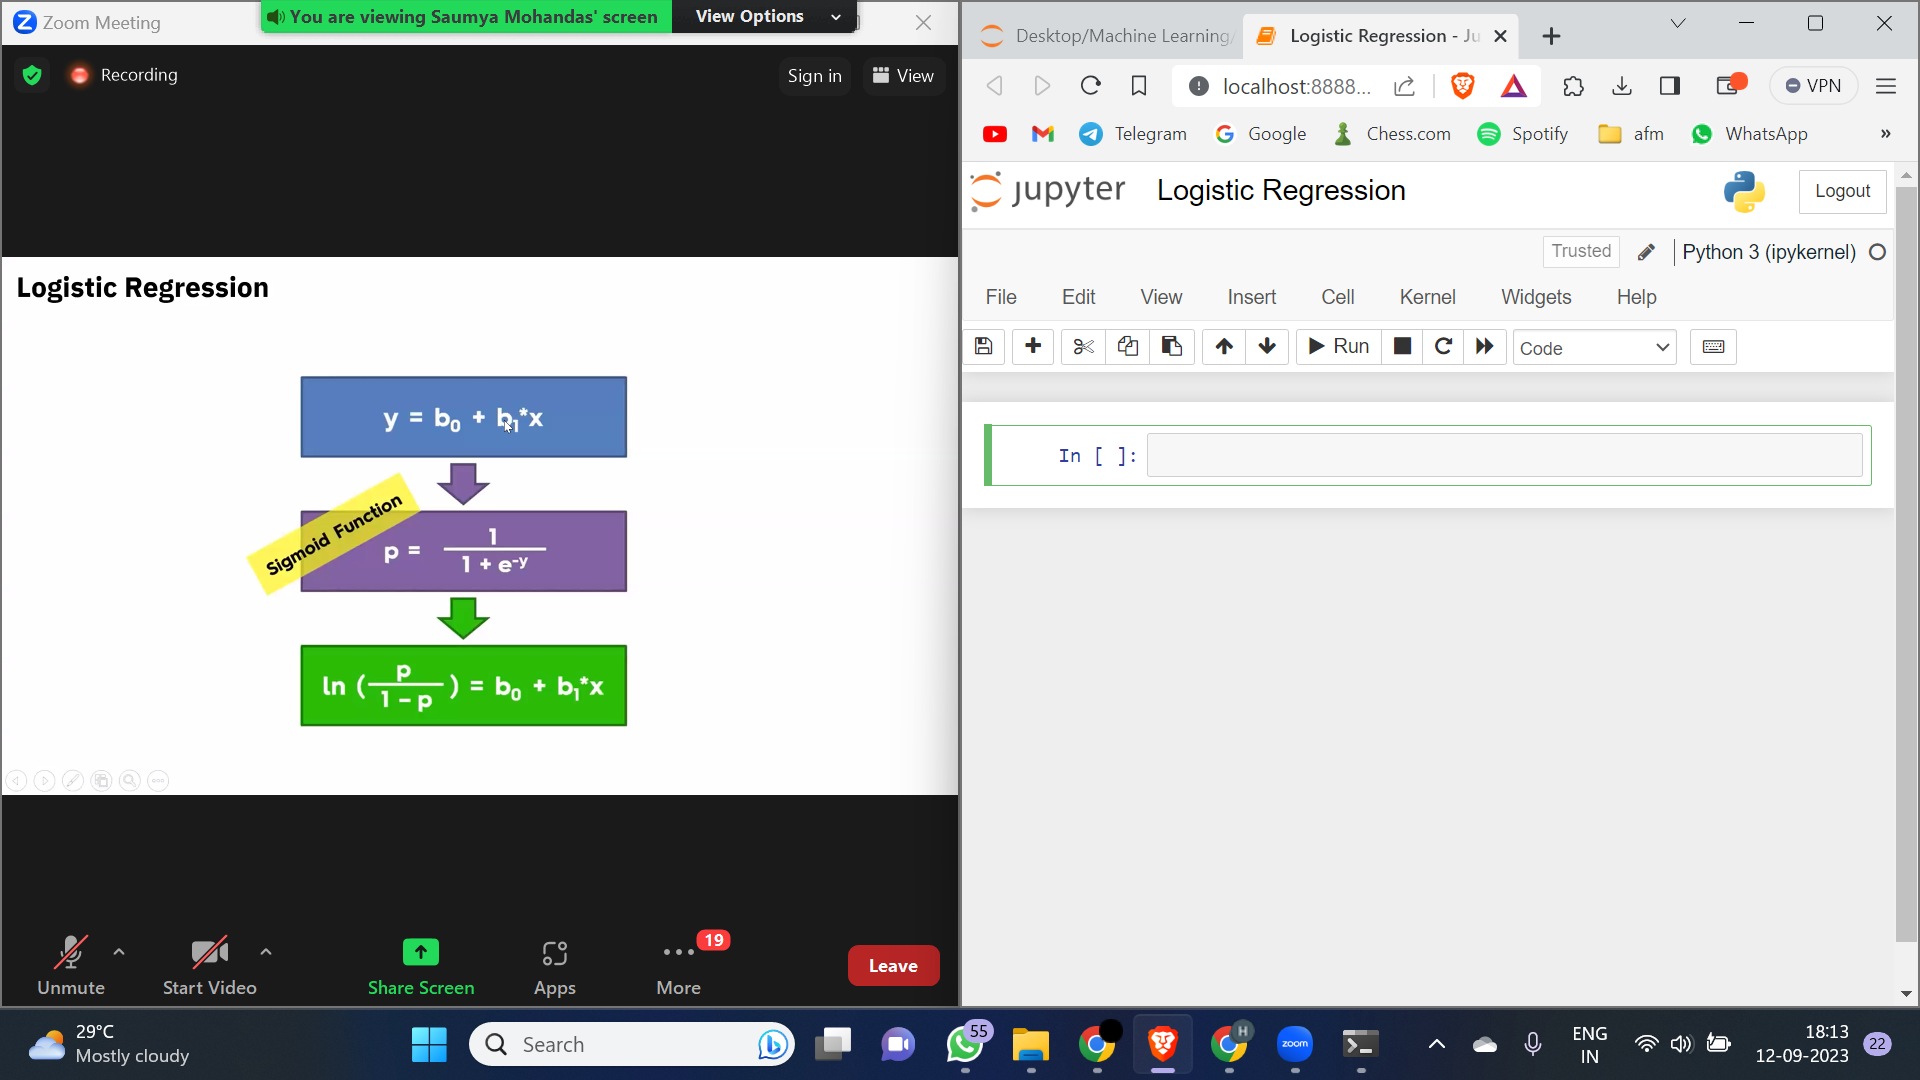 Zoom Meeting
You are viewing Saumya Mohandas' screen
View Options
Recording
Sign in
View
Logistic Regression
y = b₀ + b₁*x
Sigmoid Function
p = 1
1 + e⁻ʸ
ln (p
1 - p) = b₀ + b₁*x
Unmute
Start Video
Share Screen
Apps
19
More
Leave
Desktop/Machine Learning/
Logistic Regression - Ju
localhost:8888...
VPN
Telegram
Google
Chess.com
Spotify
afm
WhatsApp
»
jupyter
Logistic Regression
Logout
Trusted
Python 3 (ipykernel)
File Edit View Insert Cell Kernel Widgets Help
Run
Code
In [ ]:
29°C
Mostly cloudy
Search
55
H
zoom
ENG
IN
18:13
12-09-2023
22